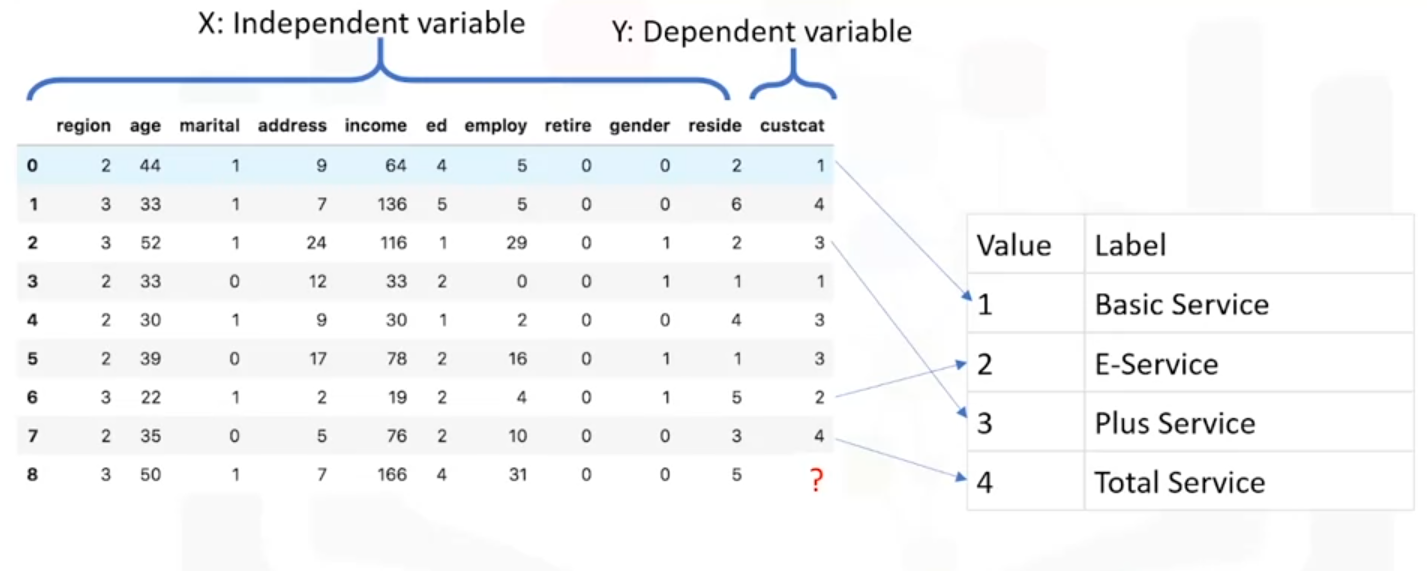 X: Independent variable
Y: Dependent variable
region age marital address income ed employ retire gender reside custcat
0 2 44 1 9 64 4 5 0 0 2 1
1 3 33 1 7 136 5 5 0 0 6 4
2 3 52 1 24 116 1 29 0 1 2 3
3 2 33 0 12 33 2 0 0 1 1 1
4 2 30 1 9 30 1 2 0 0 4 3
5 2 39 0 17 78 2 16 0 1 1 3
6 3 22 1 2 19 2 4 0 1 5 2
7 2 35 0 5 76 2 10 0 0 3 4
8 3 50 1 7 166 4 31 0 0 5 ?
Value Label
1 Basic Service
2 E-Service
3 Plus Service
4 Total Service